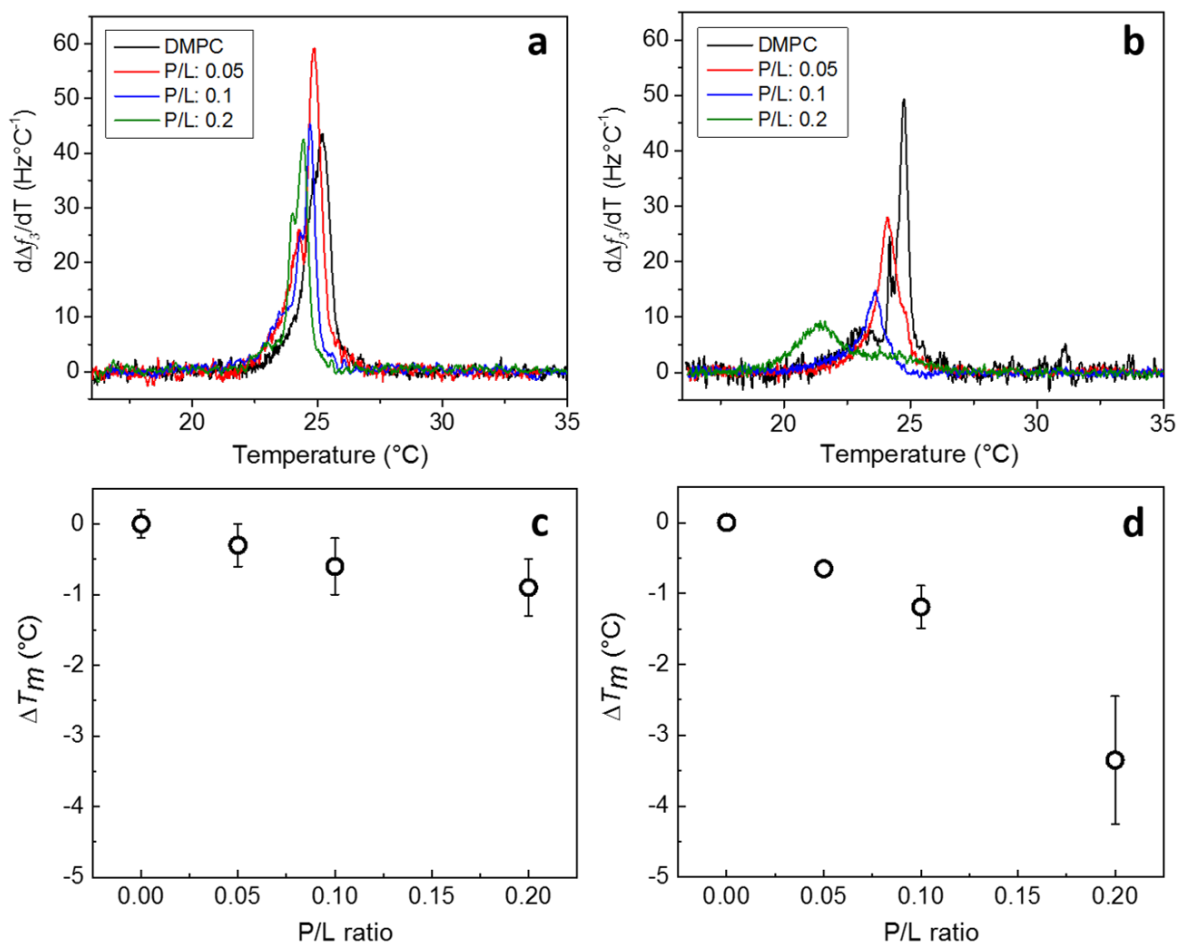 a
DMPC
P/L: 0.05
P/L: 0.1
P/L: 0.2
60
50
40
30
20
10
0
dΔf₃/dT (Hz°C⁻¹)
20
25
30
35
Temperature (°C)
b
DMPC
P/L: 0.05
P/L: 0.1
P/L: 0.2
60
50
40
30
20
10
0
dΔf₃/dT (Hz°C⁻¹)
20
25
30
35
Temperature (°C)
c
0
-1
-2
-3
-4
-5
ΔTm (°C)
0.00
0.05
0.10
0.15
0.20
P/L ratio
d
0
-1
-2
-3
-4
-5
ΔTm (°C)
0.00
0.05
0.10
0.15
0.20
P/L ratio